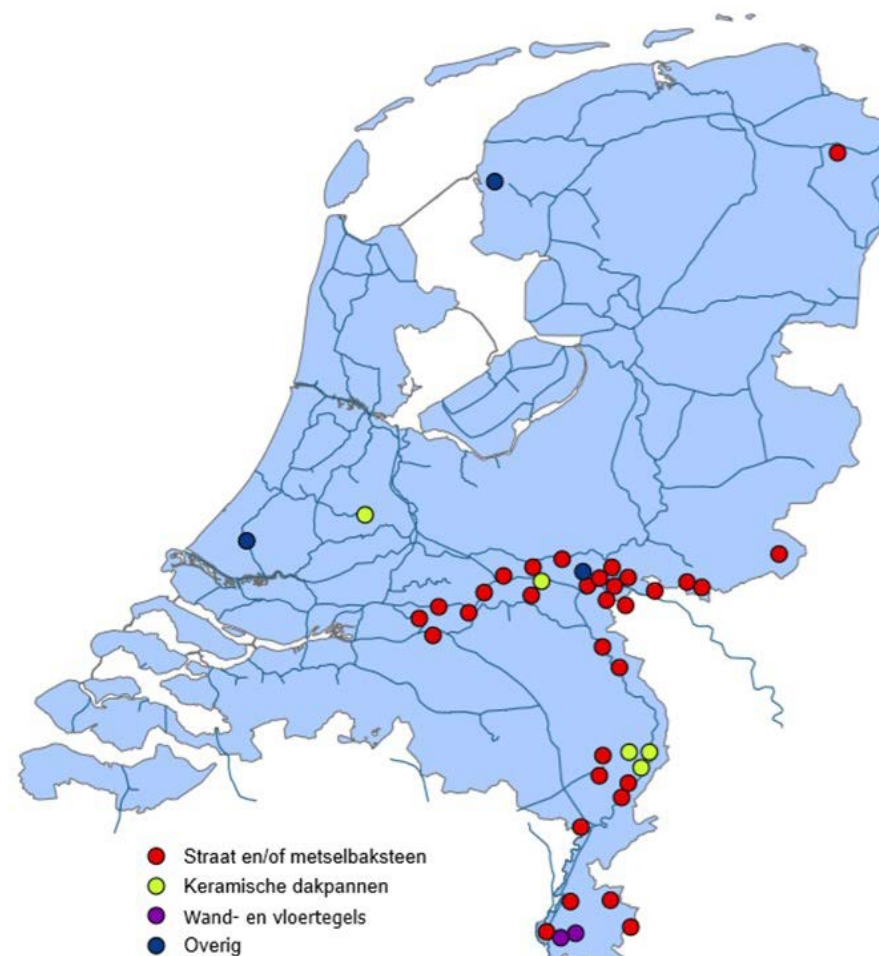 Straat en/of metselbaksteen
Keramische dakpannen
Wand- en vloertegels
Overig